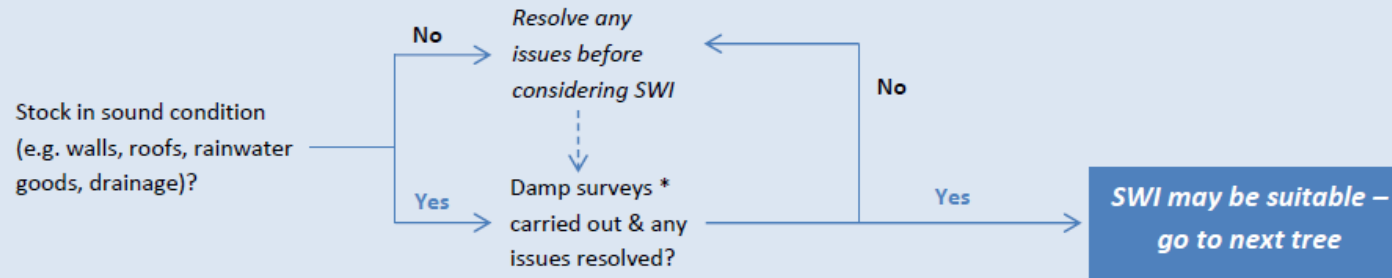 Stock in sound condition
(e.g. walls, roofs, rainwater
goods, drainage)?
No
Yes
Resolve any
issues before
considering SWI
Damp surveys *
carried out & any
issues resolved?
No
Yes
SWI may be suitable –
go to next tree